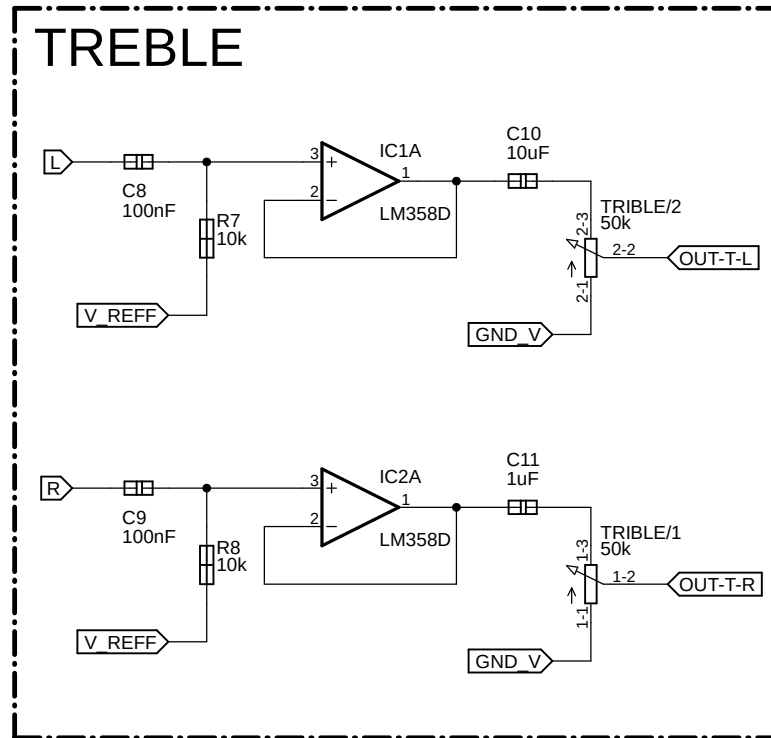 TREBLE
L
C8
100nF
R7
10k
V_REFF
3
2
1
IC1A
LM358D
C10
10uF
TRIBLE/2
50k
2-3
2-2
2-1
OUT-T-L
GND_V
R
C9
100nF
R8
10k
V_REFF
3
2
1
IC2A
LM358D
C11
1uF
TRIBLE/1
50k
1-3
1-2
1-1
OUT-T-R
GND_V